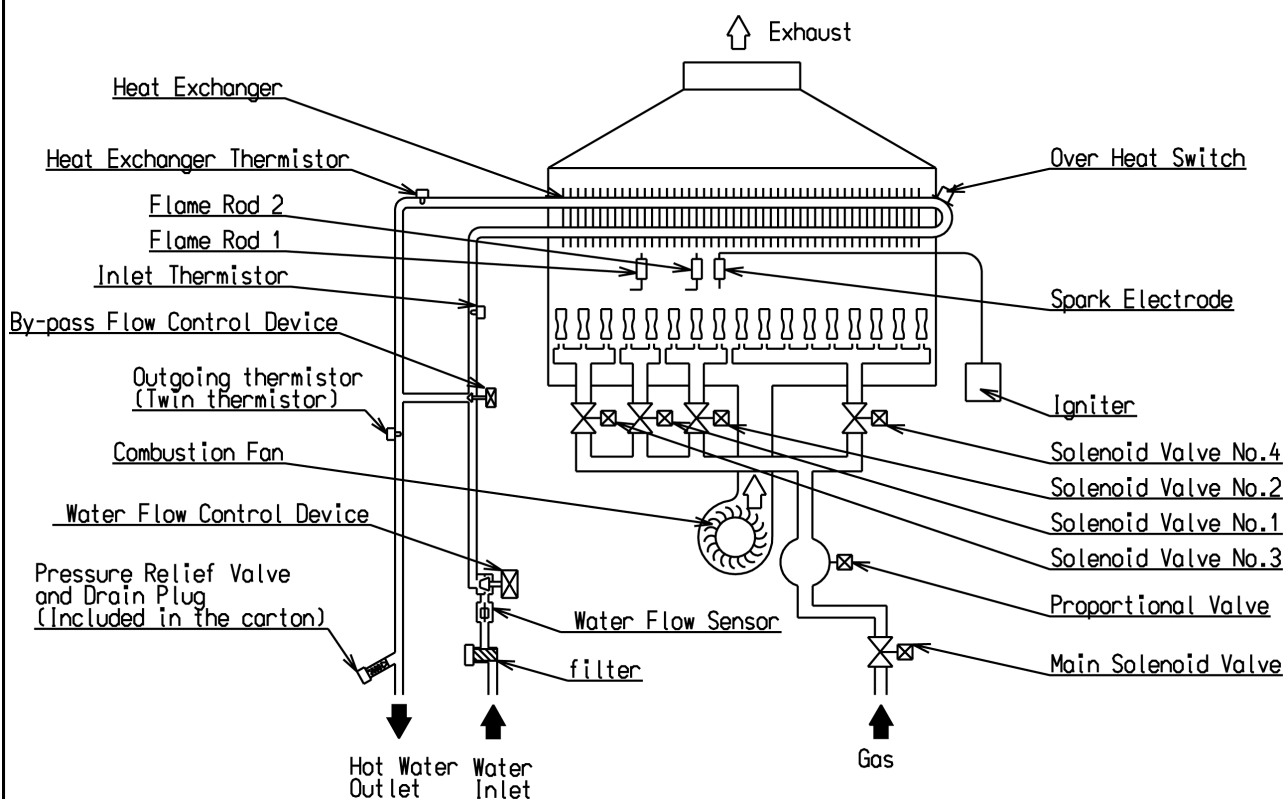 Exhaust
Heat Exchanger
Heat Exchanger Thermistor
Over Heat Switch
Flame Rod 2
Flame Rod 1
Inlet Thermistor
Spark Electrode
By-pass Flow Control Device
Outgoing thermistor
(Twin thermistor)
Igniter
Combustion Fan
Solenoid Valve No.4
Solenoid Valve No.2
Water Flow Control Device
Solenoid Valve No.1
Solenoid Valve No.3
Pressure Relief Valve
and Drain Plug
(Included in the carton)
Proportional Valve
Water Flow Sensor
filter
Main Solenoid Valve
Gas
Hot Water
Outlet
Water
Inlet